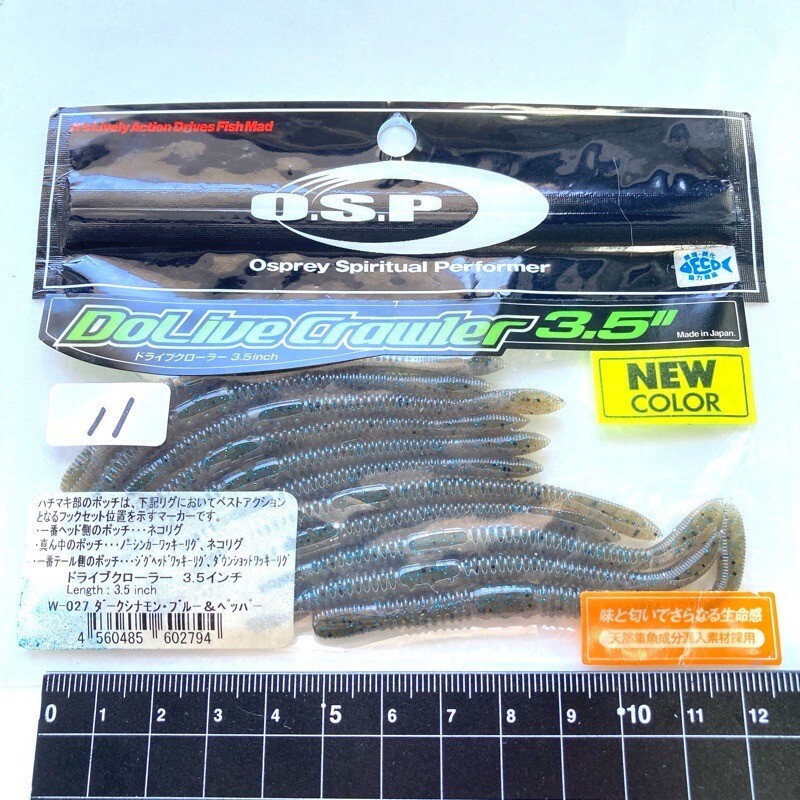 It's Lively Action Drives Fish Mad
O.S.P
Osprey Spiritual Performer
ECO
DoLive Crawler 3.5"
ドライブクローラー 3.5inch
Made in Japan.
NEW
COLOR
11
ハチマキ部のポッチは、下記リグにおいてベストアクション
となるフックセット位置を示すマーカーです。
・一番ヘッド側のポッチ・・・ネコリグ
・真ん中のポッチ・・・ノーシンカーワッキーリグ、ネコリグ
・一番テール側のポッチ・・・ジグヘッドワッキーリグ、ダウンショットワッキーリグ
ドライブクローラー 3.5インチ
Length : 3.5 inch
W-027 ダークシナモン・ブルー&ペッパー
4 560485 602794
味と匂いでさらなる生命感
天然集魚成分混入素材採用
0 1 2 3 4 5 6 7 8 9 10 11 12